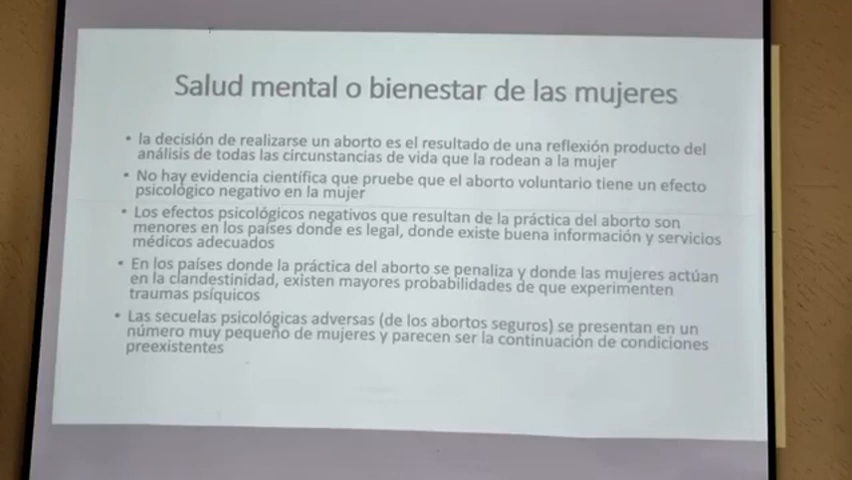 Salud mental o bienestar de las mujeres
• la decisión de realizarse un aborto es el resultado de una reflexión producto del
análisis de todas las circunstancias de vida que la rodean a la mujer
• No hay evidencia científica que pruebe que el aborto voluntario tiene un efecto
psicológico negativo en la mujer
• Los efectos psicológicos negativos que resultan de la práctica del aborto son
menores en los países donde es legal, donde existe buena información y servicios
médicos adecuados
• En los países donde la práctica del aborto se penaliza y donde las mujeres actúan
en la clandestinidad, existen mayores probabilidades de que experimenten
traumas psíquicos
• Las secuelas psicológicas adversas (de los abortos seguros) se presentan en un
número muy pequeño de mujeres y parecen ser la continuación de condiciones
preexistentes